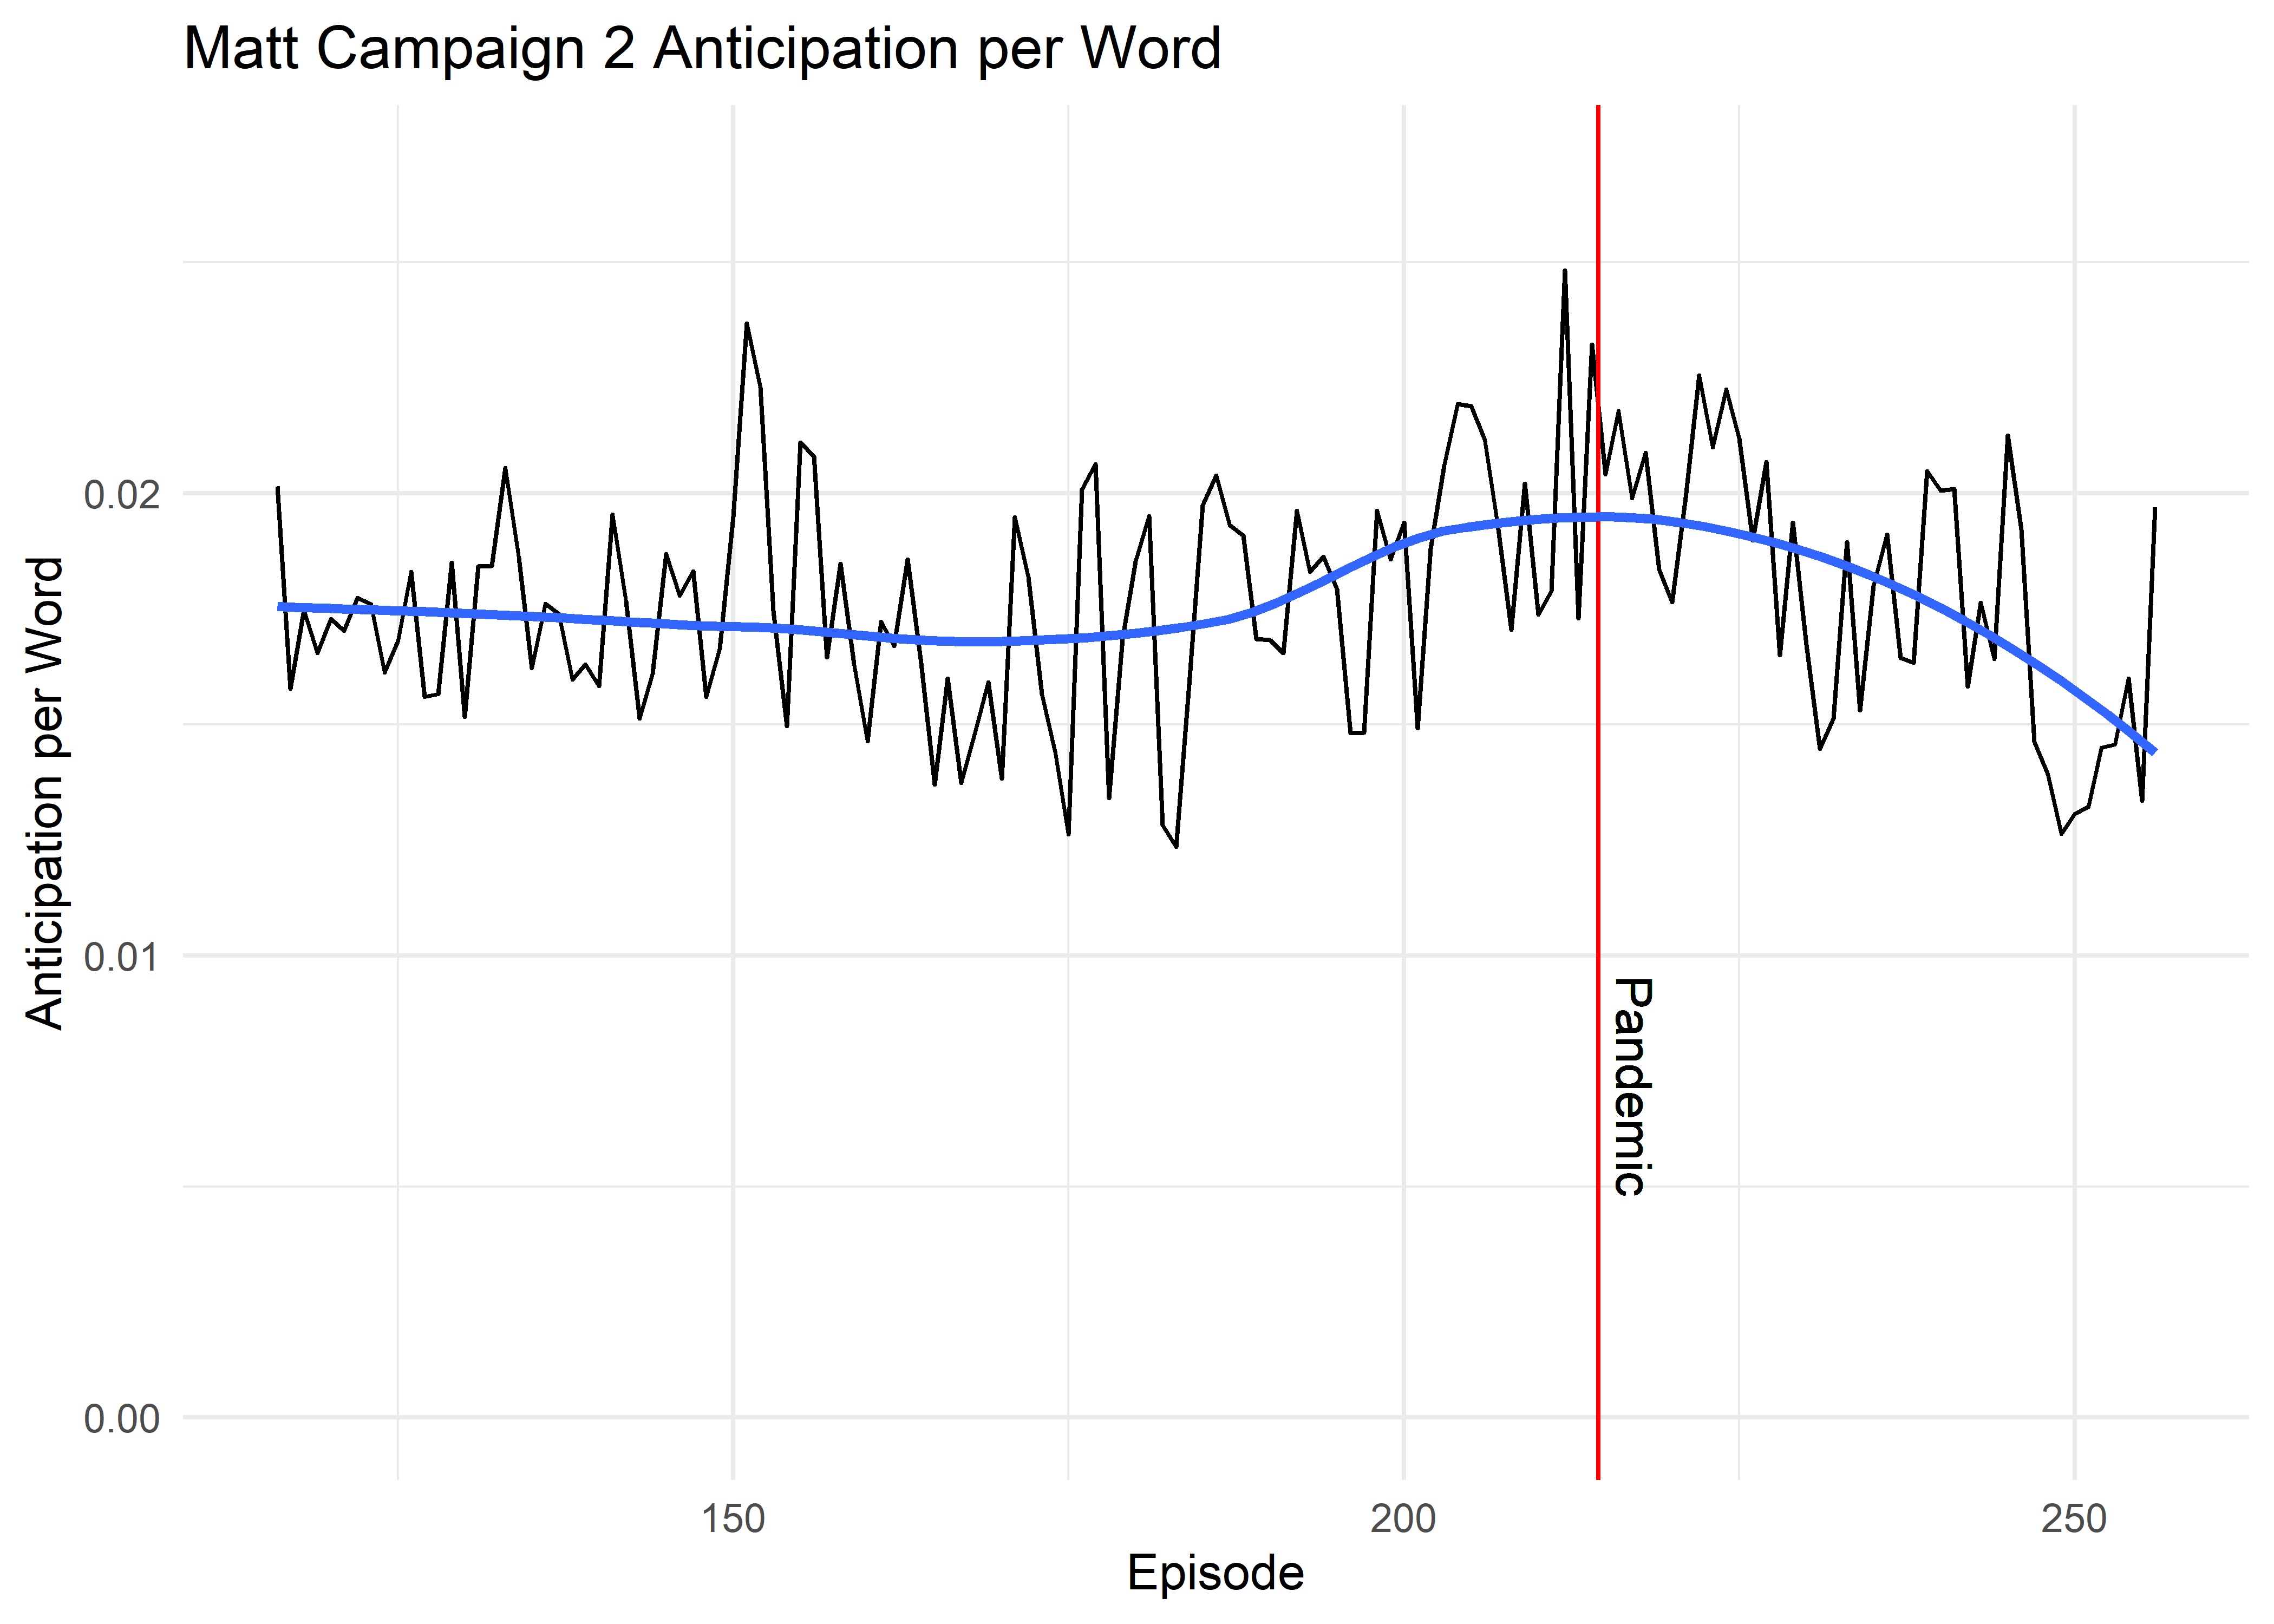 Matt Campaign 2 Anticipation per Word
Anticipation per Word
0.02
0.01
0.00
Pandemic
150
200
250
Episode